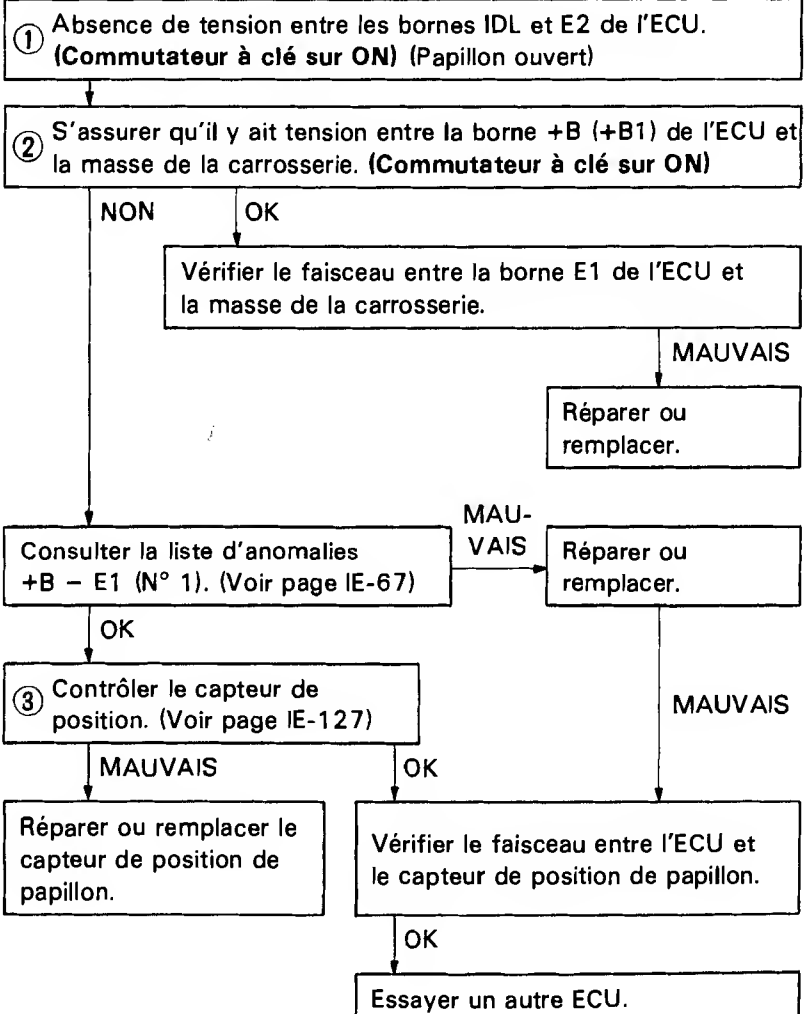 ① Absence de tension entre les bornes IDL et E2 de l'ECU.
(Commutateur à clé sur ON) (Papillon ouvert)
② S'assurer qu'il y ait tension entre la borne +B (+B1) de l'ECU et
la masse de la carrosserie. (Commutateur à clé sur ON)
NON
OK
Vérifier le faisceau entre la borne E1 de l'ECU et
la masse de la carrosserie.
MAUVAIS
Réparer ou
remplacer.
Consulter la liste d'anomalies
+B – E1 (N° 1). (Voir page IE-67)
MAU-
VAIS
Réparer ou
remplacer.
OK
③ Contrôler le capteur de
position. (Voir page IE-127)
MAUVAIS
MAUVAIS
OK
Réparer ou remplacer le
capteur de position de
papillon.
Vérifier le faisceau entre l'ECU et
le capteur de position de papillon.
OK
Essayer un autre ECU.